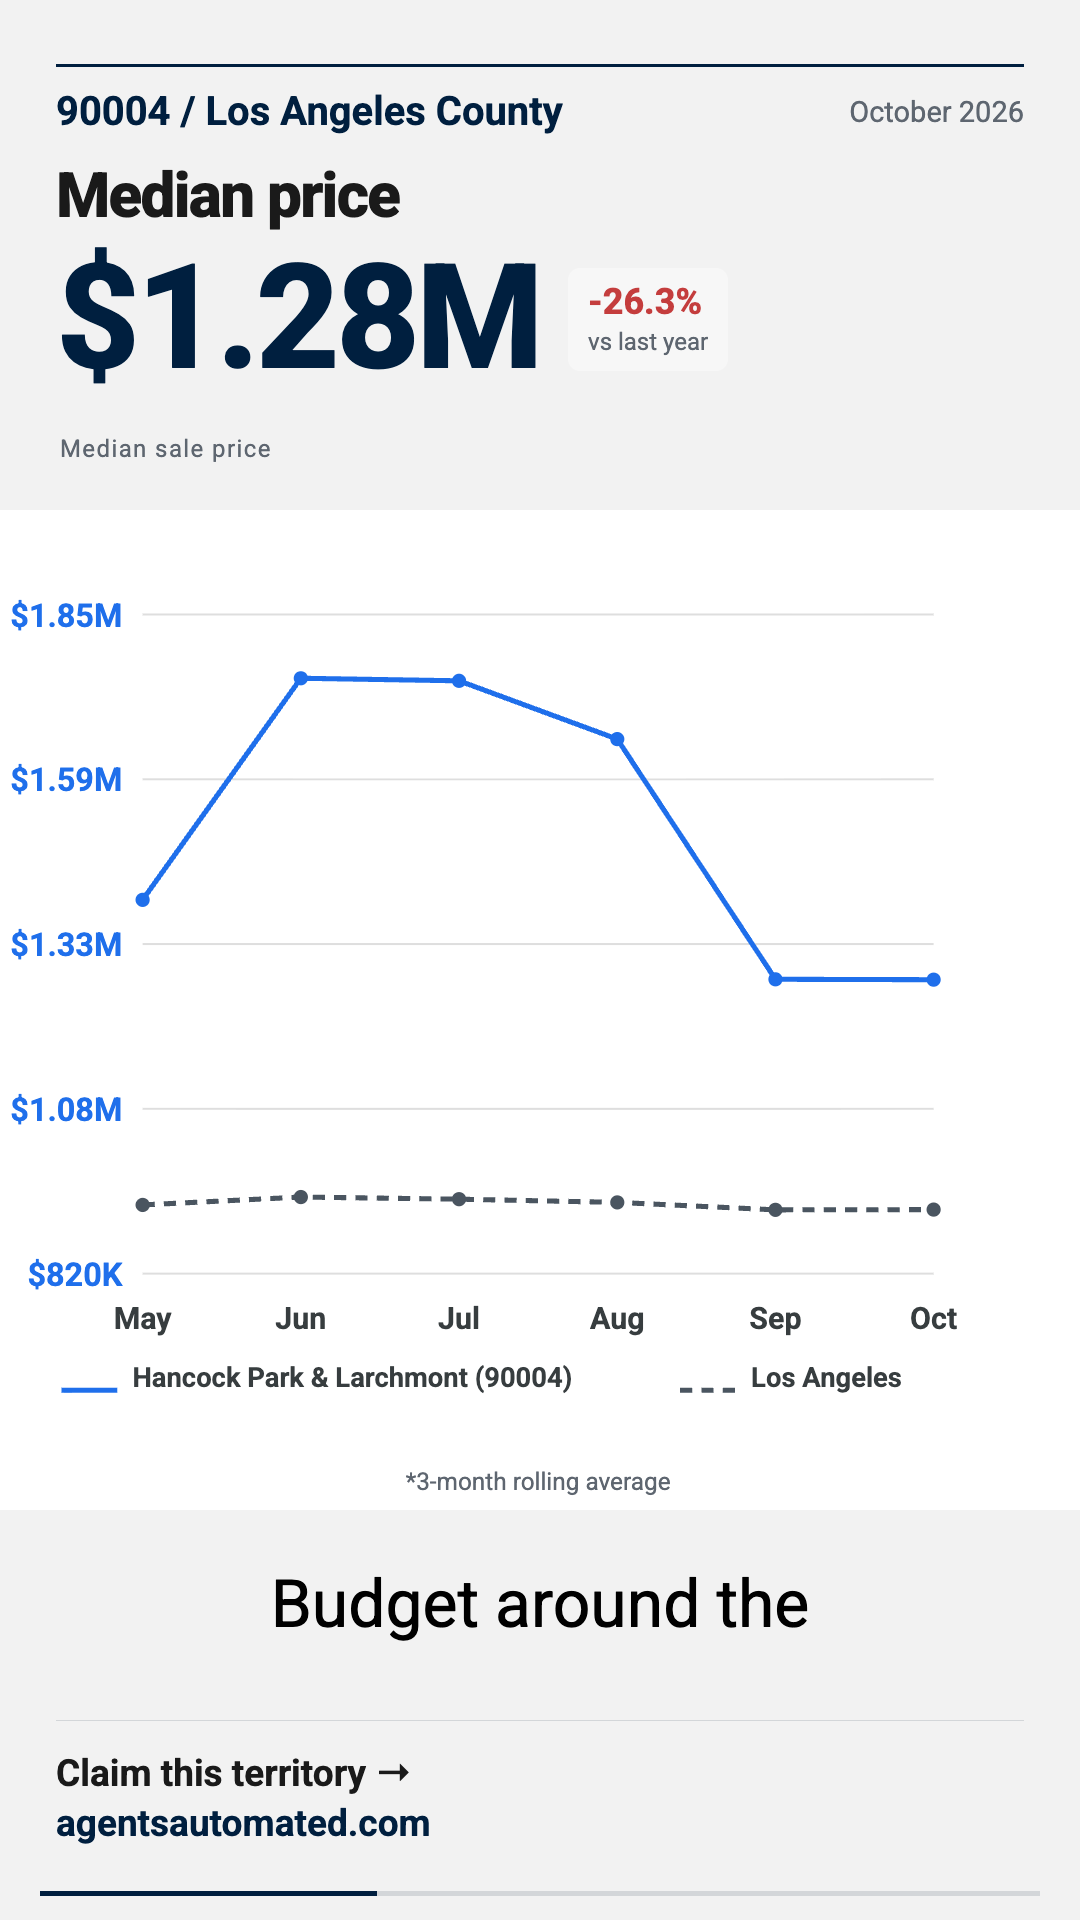 90004 / Los Angeles County
October 2026
Median price
$1.28M
-26.3%
vs last year
Median sale price
$1.85M
$1.59M
$1.33M
$1.08M
$820K
May Jun Jul Aug Sep Oct
Hancock Park & Larchmont (90004)
Los Angeles
*3-month rolling average
Budget around the
Claim this territory →
agentsautomated.com